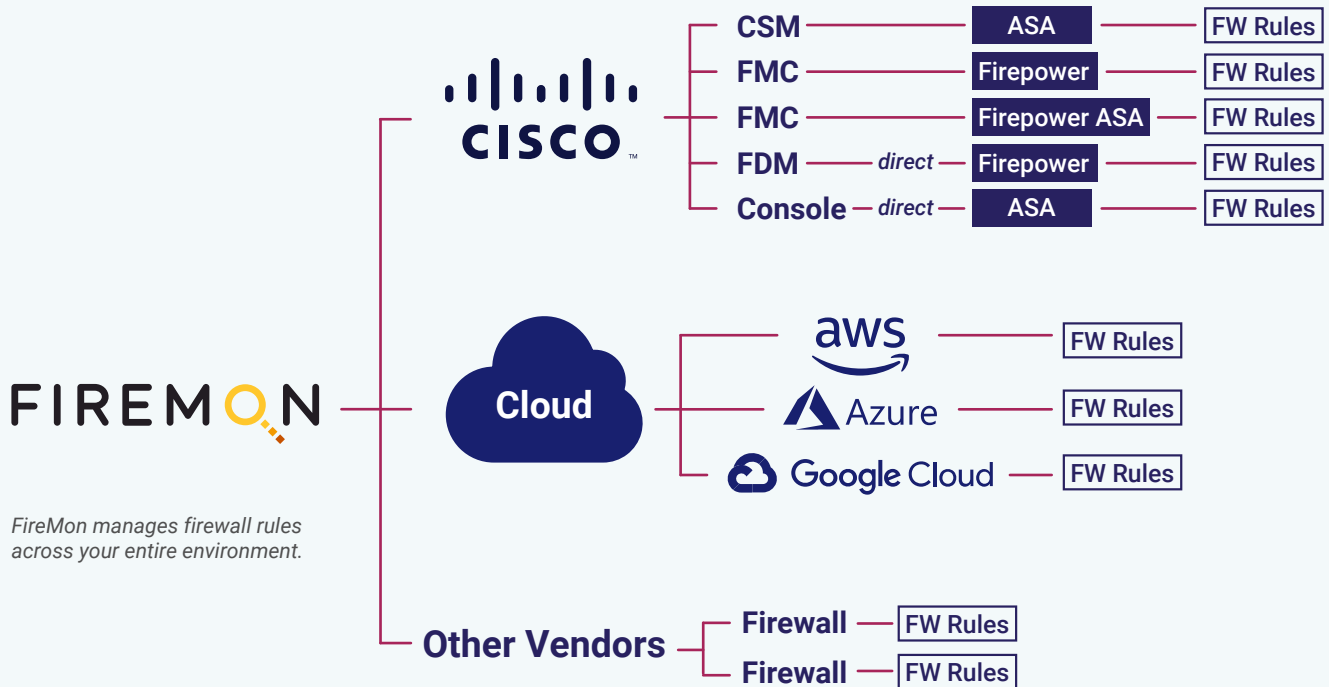 CSM ASA FW Rules
FMC Firepower FW Rules
CISCO™
FMC Firepower ASA FW Rules
FDM direct Firepower FW Rules
Console direct ASA FW Rules
FIREMON
Cloud
aws FW Rules
Azure FW Rules
Google Cloud FW Rules
FireMon manages firewall rules
across your entire environment.
Other Vendors
Firewall FW Rules
Firewall FW Rules